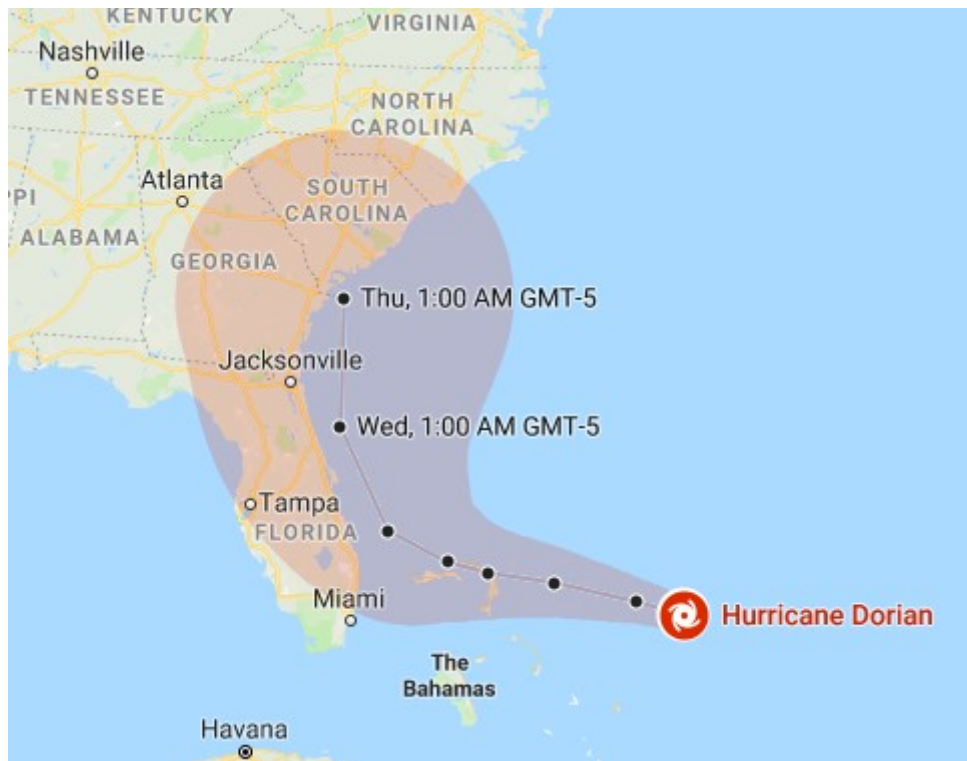 KENTUCKY
VIRGINIA
Nashville
TENNESSEE
NORTH
CAROLINA
Atlanta
SOUTH
CAROLINA
PPI
ALABAMA
GEORGIA
Thu, 1:00 AM GMT-5
Jacksonville
Wed, 1:00 AM GMT-5
Tampa
FLORIDA
Miami
Hurricane Dorian
The
Bahamas
Havana